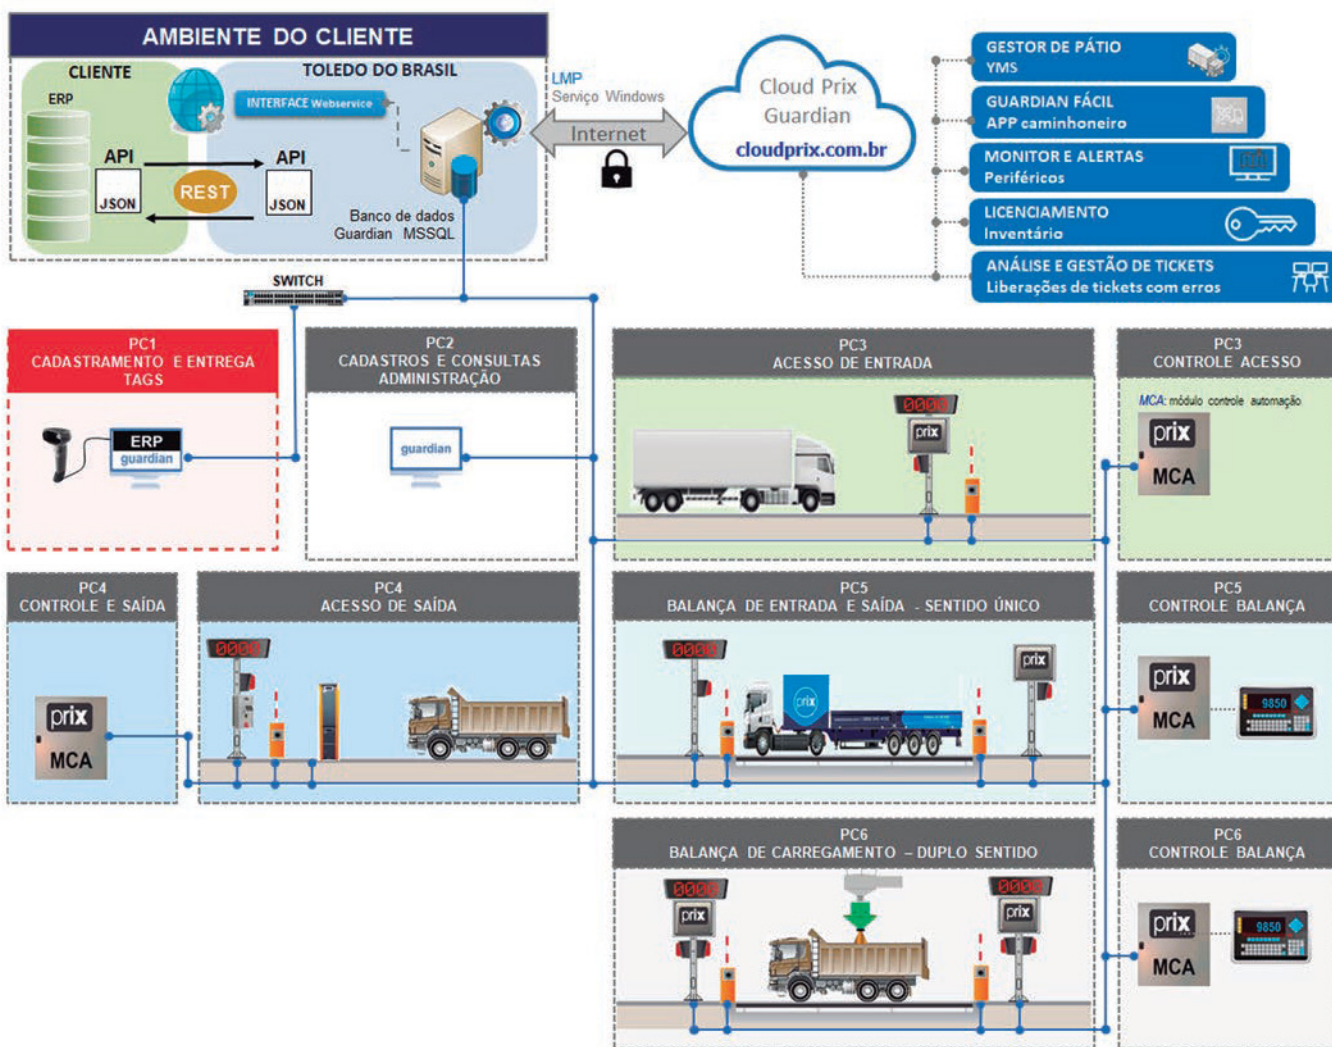 AMBIENTE DO CLIENTE
CLIENTE
TOLEDO DO BRASIL
ERP
INTERFACE Webservice
API
API
REST
JSON
JSON
Banco de dados
Guardian MSSQL
LMP
Serviço Windows
Internet
Cloud Prix
Guardian
cloudprix.com.br
GESTOR DE PÁTIO
YMS
GUARDIAN FÁCIL
APP caminhoneiro
MONITOR E ALERTAS
Periféricos
LICENCIAMENTO
Inventário
ANÁLISE E GESTÃO DE TICKETS
Liberações de tickets com erros
SWITCH
PC1
CADASTRAMENTO E ENTREGA
TAGS
ERP
guardian
PC2
CADASTROS E CONSULTAS
ADMINISTRAÇÃO
guardian
PC3
ACESSO DE ENTRADA
0000
prix
PC3
CONTROLE ACESSO
MCA: módulo controle automação
prix
MCA
PC4
CONTROLE E SAÍDA
prix
MCA
PC4
ACESSO DE SAÍDA
0000
PC5
BALANÇA DE ENTRADA E SAÍDA - SENTIDO ÚNICO
0000
prix
prix
PC5
CONTROLE BALANÇA
prix
MCA
9850
PC6
BALANÇA DE CARREGAMENTO – DUPLO SENTIDO
0000
prix
0000
prix
PC6
CONTROLE BALANÇA
prix
MCA
9850